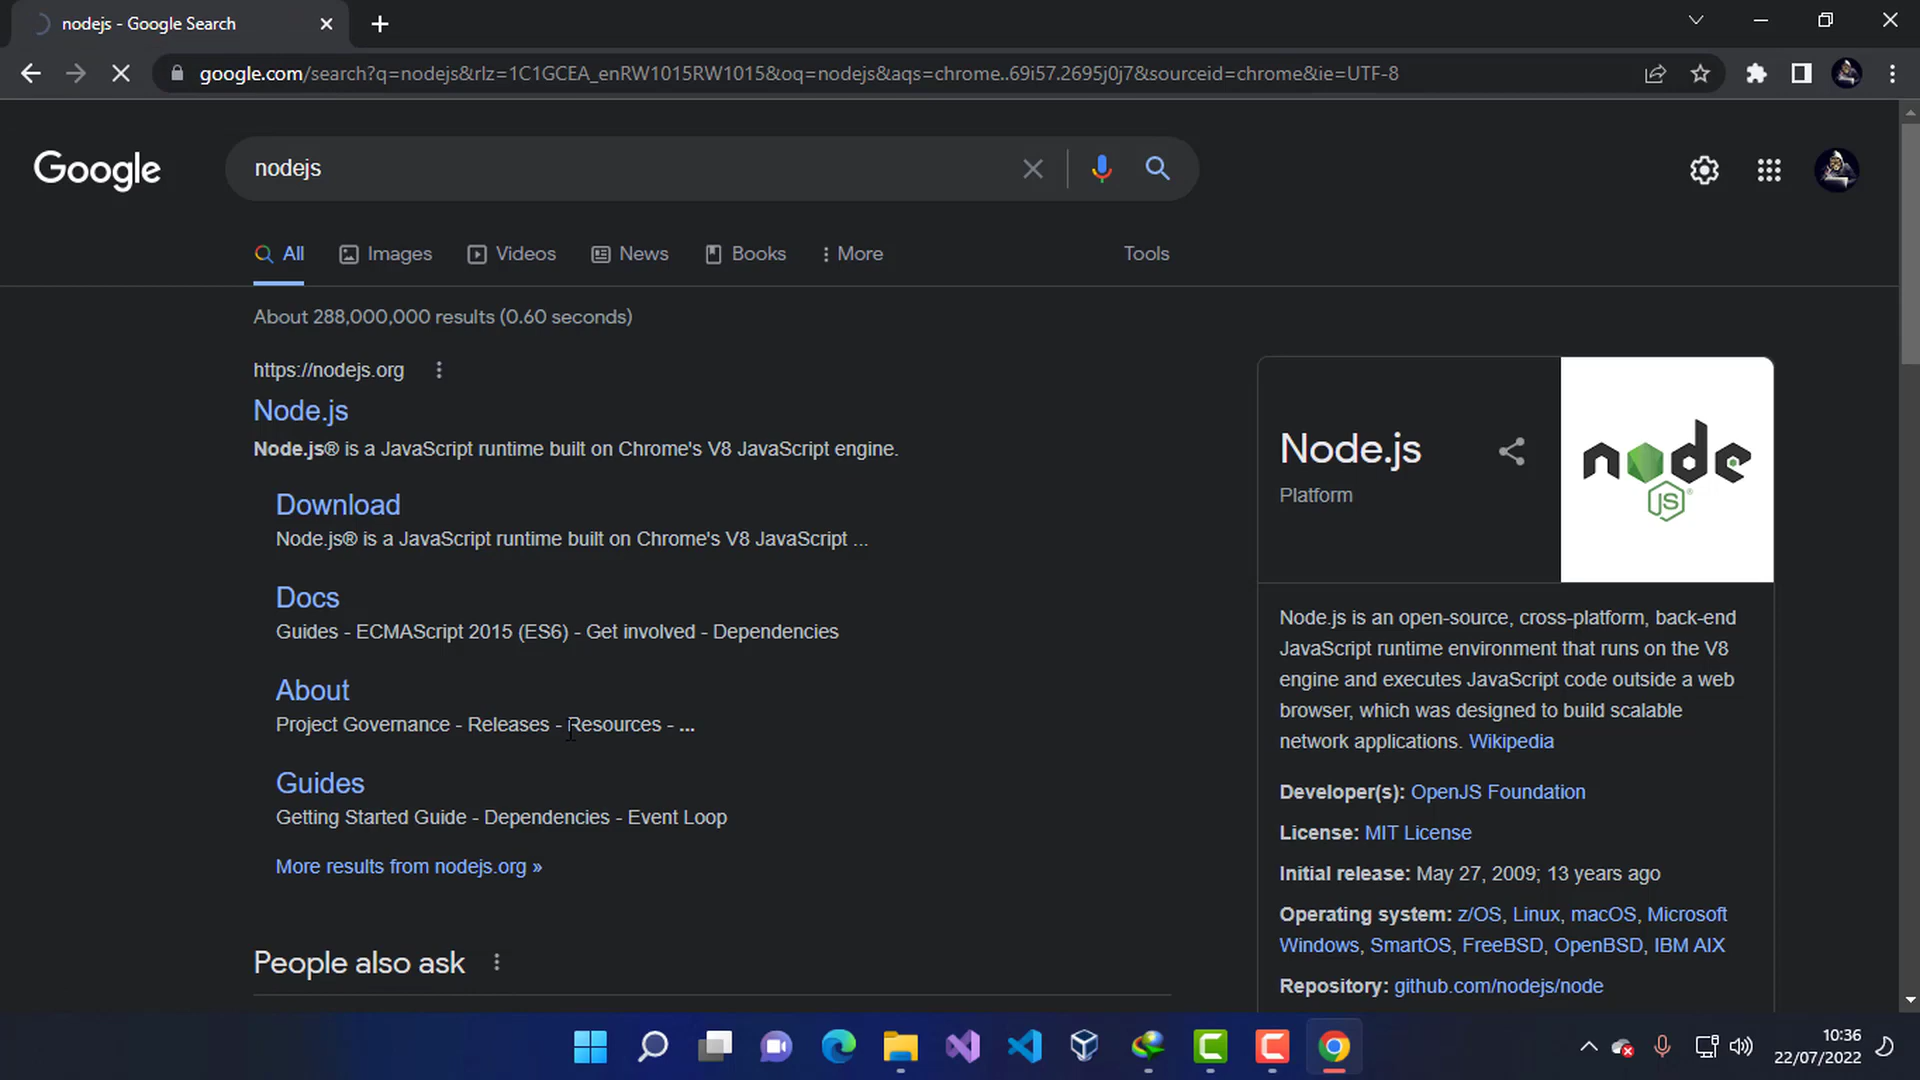 nodejs - Google Search
google.com/search?q=nodejs&rlz=1C1GCEA_enRW1015RW1015&oq=nodejs&aqs=chrome..69i57.2695j0j7&sourceid=chrome&ie=UTF-8
Google
nodejs
All
Images
Videos
News
Books
More
Tools
About 288,000,000 results (0.60 seconds)
https://nodejs.org
Node.js
Node.js® is a JavaScript runtime built on Chrome's V8 JavaScript engine.
Download
Node.js® is a JavaScript runtime built on Chrome's V8 JavaScript ...
Docs
Guides - ECMAScript 2015 (ES6) - Get involved - Dependencies
About
Project Governance - Releases - Resources - ...
Guides
Getting Started Guide - Dependencies - Event Loop
More results from nodejs.org »
People also ask
Node.js
Platform
node
JS
Node.js is an open-source, cross-platform, back-end
JavaScript runtime environment that runs on the V8
engine and executes JavaScript code outside a web
browser, which was designed to build scalable
network applications. Wikipedia
Developer(s): OpenJS Foundation
License: MIT License
Initial release: May 27, 2009; 13 years ago
Operating system: z/OS, Linux, macOS, Microsoft
Windows, SmartOS, FreeBSD, OpenBSD, IBM AIX
Repository: github.com/nodejs/node
10:36
22/07/2022